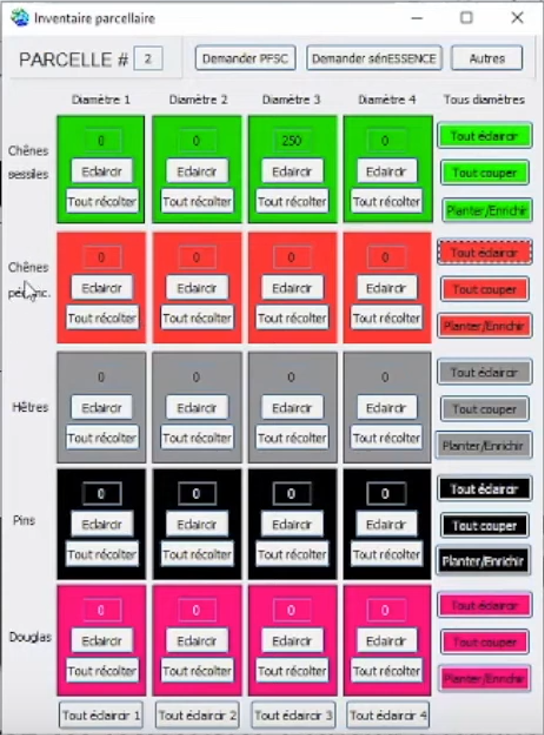 Inventaire parcellaire
PARCELLE # 2 Demander PFSC Demander sénESSENCE Autres
Diamètre 1 Diamètre 2 Diamètre 3 Diamètre 4 Tous diamètres
Chênes sessiles
0 0 250 0 Tout éclaircir
Eclaircir Eclaircir Eclaircir Eclaircir Tout couper
Tout récolter Tout récolter Tout récolter Tout récolter Planter/Enrichir
Chênes
0 0 0 0 Tout éclaircir
Eclaircir Eclaircir Eclaircir Eclaircir Tout couper
Tout récolter Tout récolter Tout récolter Tout récolter Planter/Enrichir
Hêtres
0 0 0 0 Tout éclaircir
Eclaircir Eclaircir Eclaircir Eclaircir Tout couper
Tout récolter Tout récolter Tout récolter Tout récolter Planter/Enrichir
Pins
0 0 0 0 Tout éclaircir
Eclaircir Eclaircir Eclaircir Eclaircir Tout couper
Tout récolter Tout récolter Tout récolter Tout récolter Planter/Enrichir
Douglas
0 0 0 0 Tout éclaircir
Eclaircir Eclaircir Eclaircir Eclaircir Tout couper
Tout récolter Tout récolter Tout récolter Tout récolter Planter/Enrichir
Tout éclaircir 1 Tout éclaircir 2 Tout éclaircir 3 Tout éclaircir 4